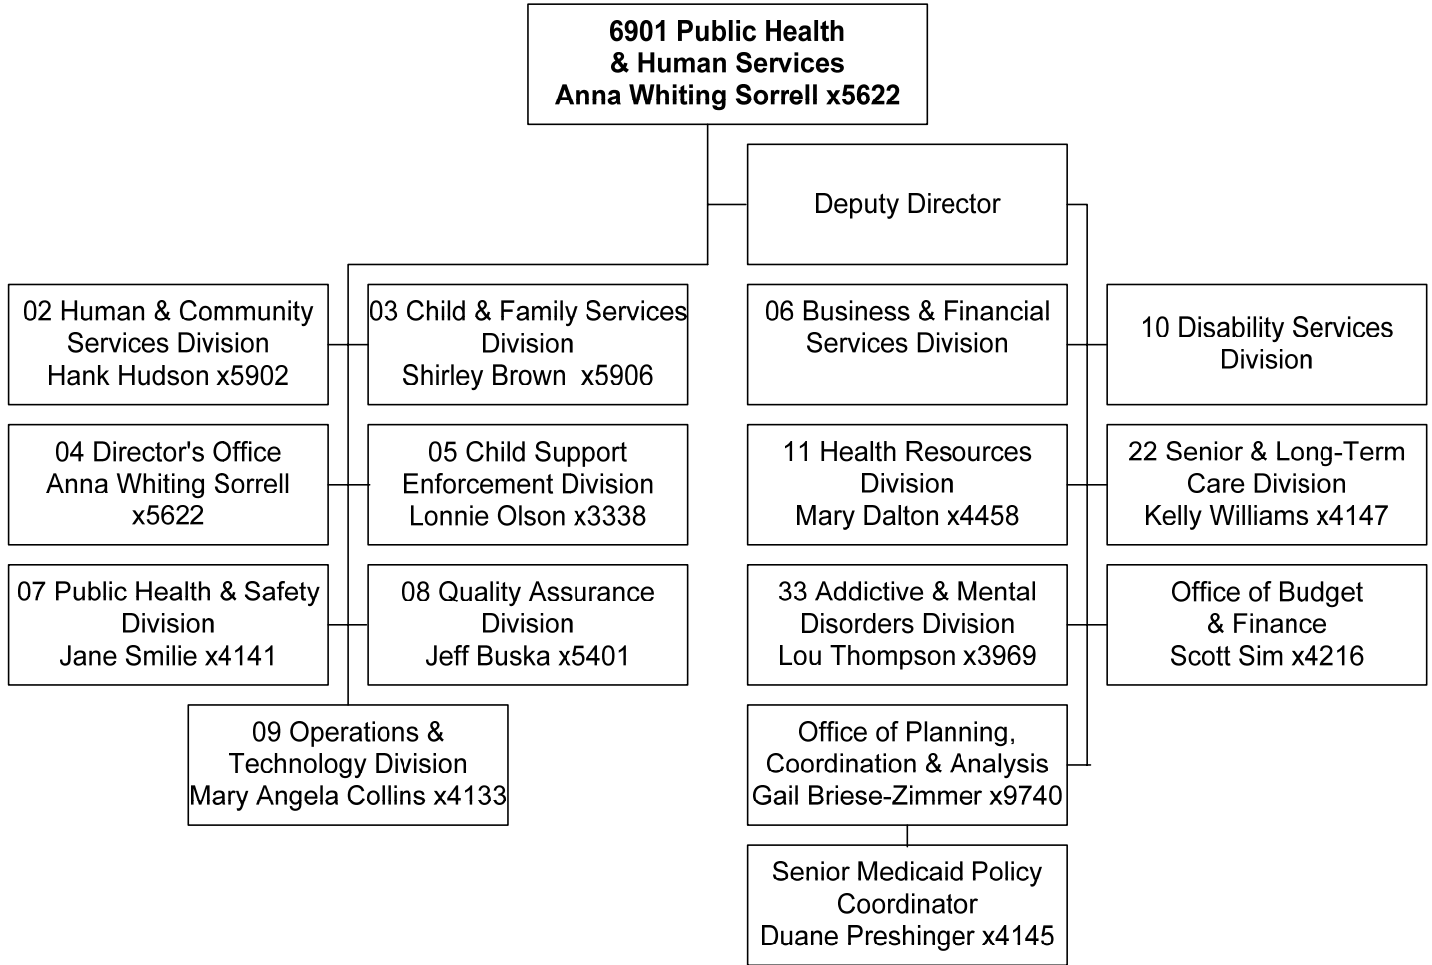 6901 Public Health
& Human Services
Anna Whiting Sorrell x5622
Deputy Director
02 Human & Community
Services Division
Hank Hudson x5902
03 Child & Family Services
Division
Shirley Brown x5906
06 Business & Financial
Services Division
10 Disability Services
Division
04 Director's Office
Anna Whiting Sorrell
x5622
05 Child Support
Enforcement Division
Lonnie Olson x3338
11 Health Resources
Division
Mary Dalton x4458
22 Senior & Long-Term
Care Division
Kelly Williams x4147
07 Public Health & Safety
Division
Jane Smilie x4141
08 Quality Assurance
Division
Jeff Buska x5401
33 Addictive & Mental
Disorders Division
Lou Thompson x3969
Office of Budget
& Finance
Scott Sim x4216
09 Operations &
Technology Division
Mary Angela Collins x4133
Office of Planning,
Coordination & Analysis
Gail Briese-Zimmer x9740
Senior Medicaid Policy
Coordinator
Duane Preshinger x4145